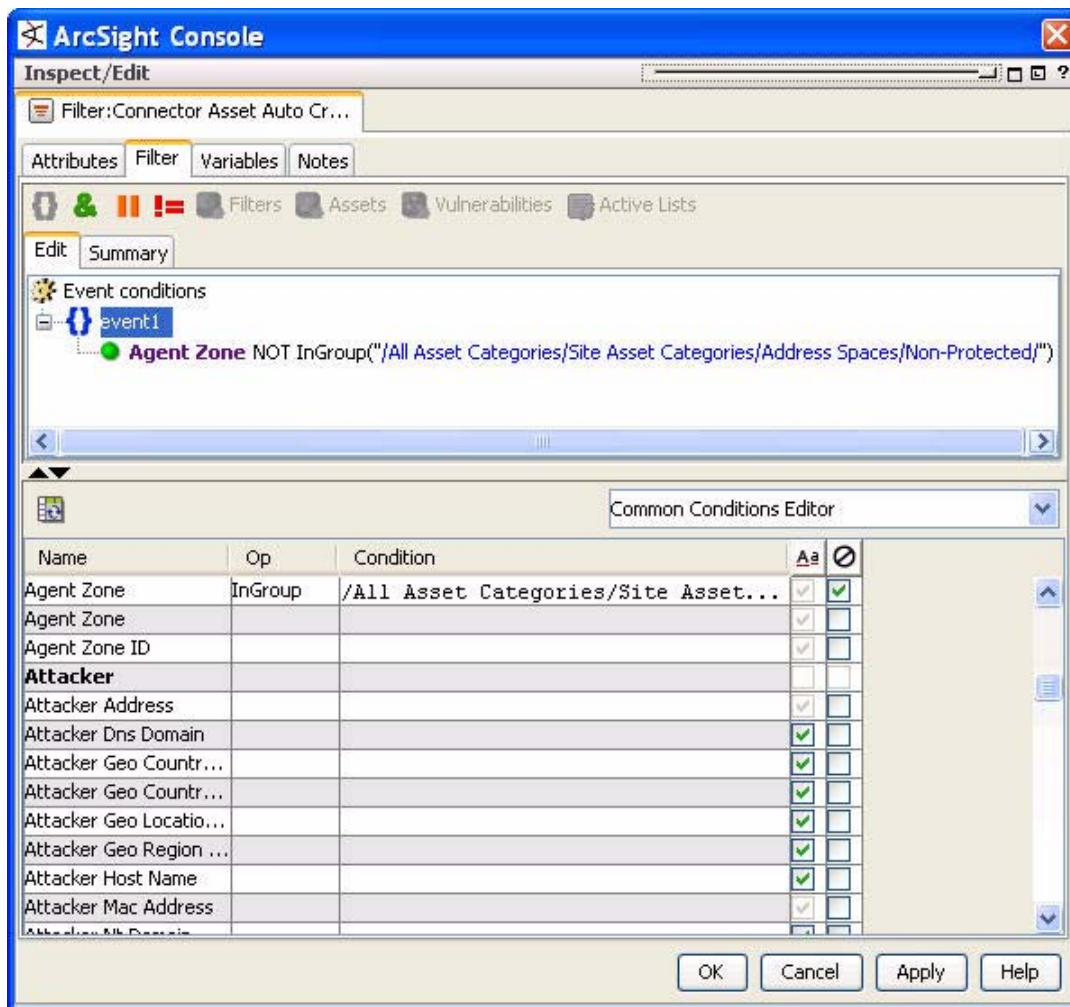 ArcSight Console
Inspect/Edit
?
Filter:Connector Asset Auto Cr...
Attributes Filter Variables Notes
{} & || != Filters Assets Vulnerabilities Active Lists
Edit Summary
Event conditions
{} event1
Agent Zone NOT InGroup("/All Asset Categories/Site Asset Categories/Address Spaces/Non-Protected/")
Common Conditions Editor
Name Op Condition Aa
Agent Zone InGroup /All Asset Categories/Site Asset...
Agent Zone
Agent Zone ID
Attacker
Attacker Address
Attacker Dns Domain
Attacker Geo Countr...
Attacker Geo Countr...
Attacker Geo Locatio...
Attacker Geo Region ...
Attacker Host Name
Attacker Mac Address
OK Cancel Apply Help